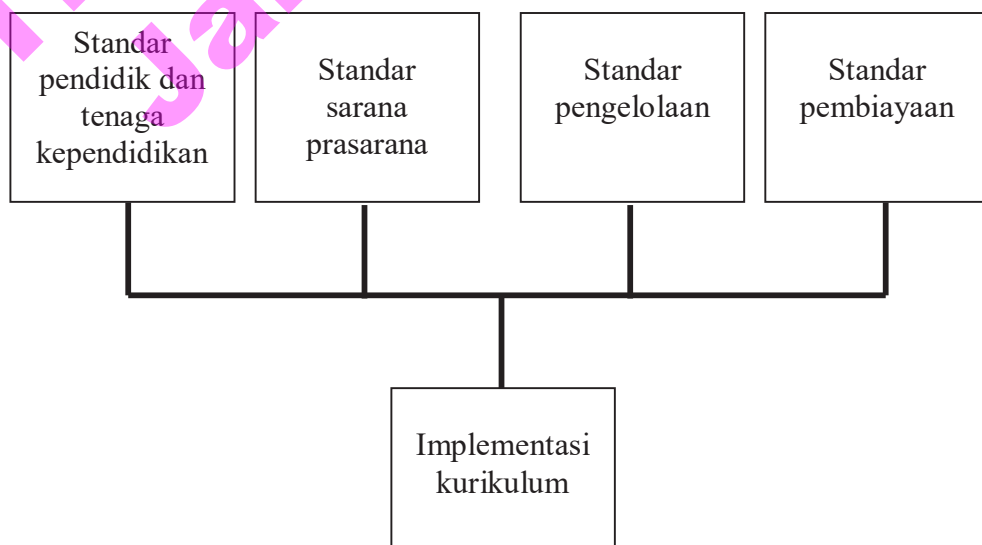 Standar
pendidik dan
tenaga
kependidikan
Standar
sarana
prasarana
Standar
pengelolaan
Standar
pembiayaan
Implementasi
kurikulum